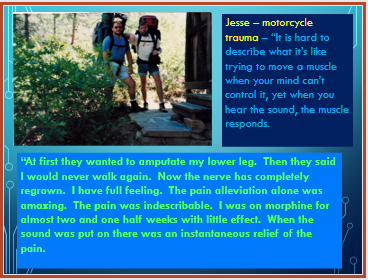 Jesse – motorcycle
trauma – “It is hard to
describe what it's like
trying to move a muscle
when your mind can't
control it, yet when you
hear the sound, the muscle
responds.
“At first they wanted to amputate my lower leg.  Then they said
I would never walk again.  Now the nerve has completely
regrown.  I have full feeling.  The pain alleviation alone was
amazing.  The pain was indescribable.  I was on morphine for
almost two and one half weeks with little effect.  When the
sound was put on there was an instantaneous relief of the
pain.